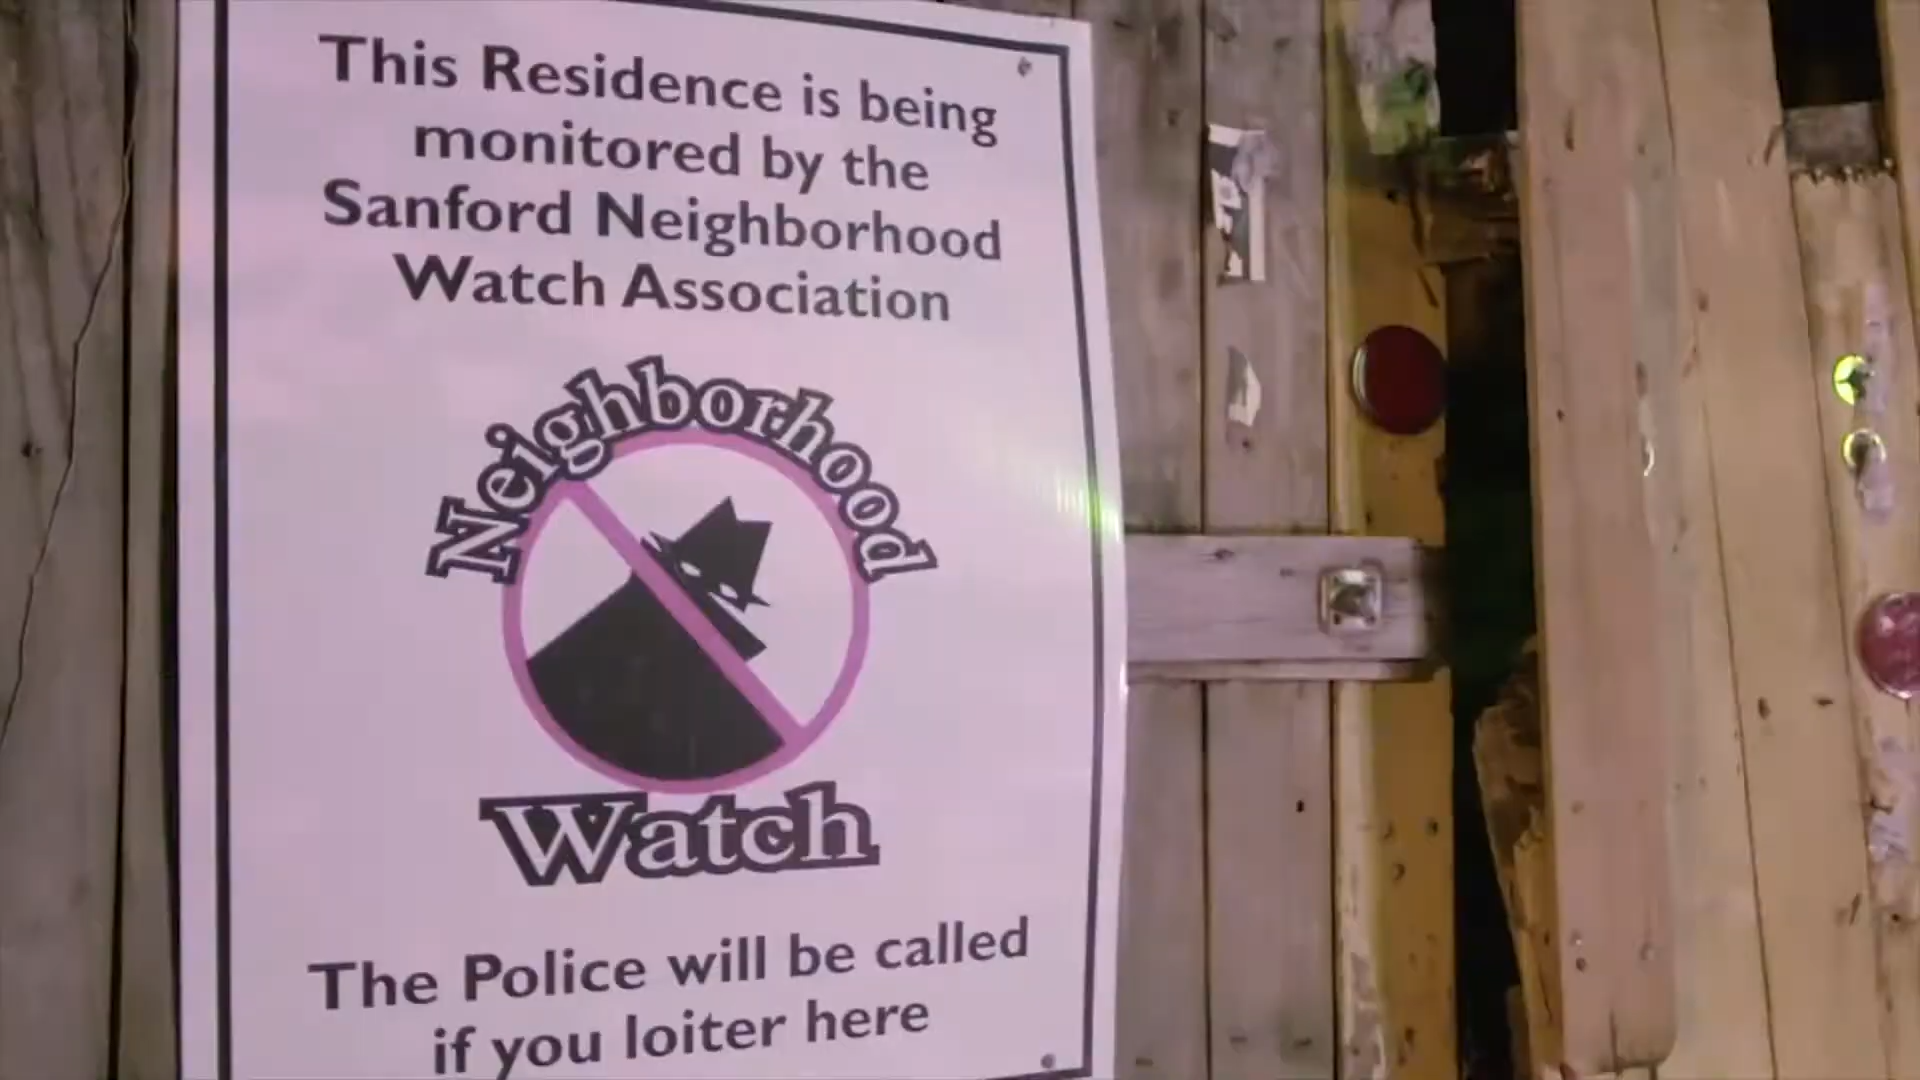 This Residence is being
monitored by the
Sanford Neighborhood
Watch Association
Neighborhood
Watch
The Police will be called
if you loiter here